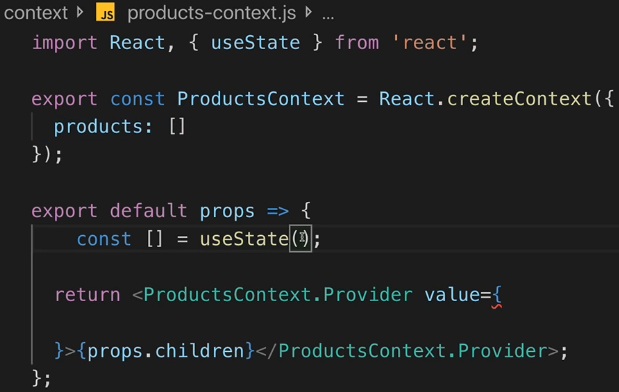 context > JS products-context.js > ...
import React, { useState } from 'react';
export const ProductsContext = React.createContext({
products: []
});
export default props => {
const [] = useState();
return <ProductsContext.Provider value={
}>{props.children}</ProductsContext.Provider>;
};